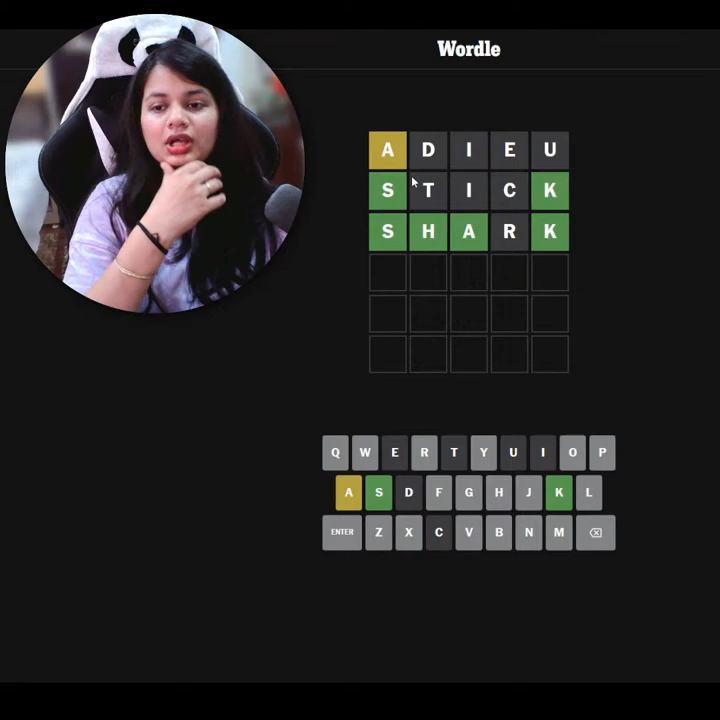 Wordle
A D I E U
S T I C K
S H A R K
Q W E R T Y U I O P
A S D F G H J K L
ENTER Z X C V B N M